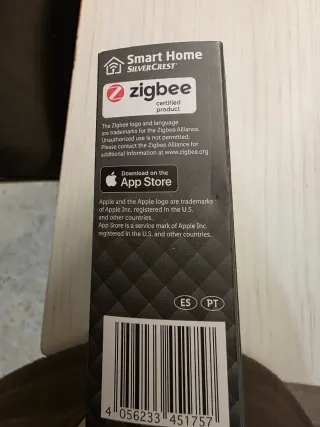 Smart Home
SILVERCREST
zigbee
certified
product
The Zigbee logo and language
are trademarks for the Zigbee Alliance.
Unauthorized use is not permitted.
Please contact the Zigbee Alliance for
additional information at www.zigbee.org
Download on the
App Store
Apple and the Apple logo are trademarks
of Apple Inc. registered in the U.S.
and other countries.
App Store is a service mark of Apple Inc.
registered in the U.S. and other countries.
ES PT
4 056233 451757